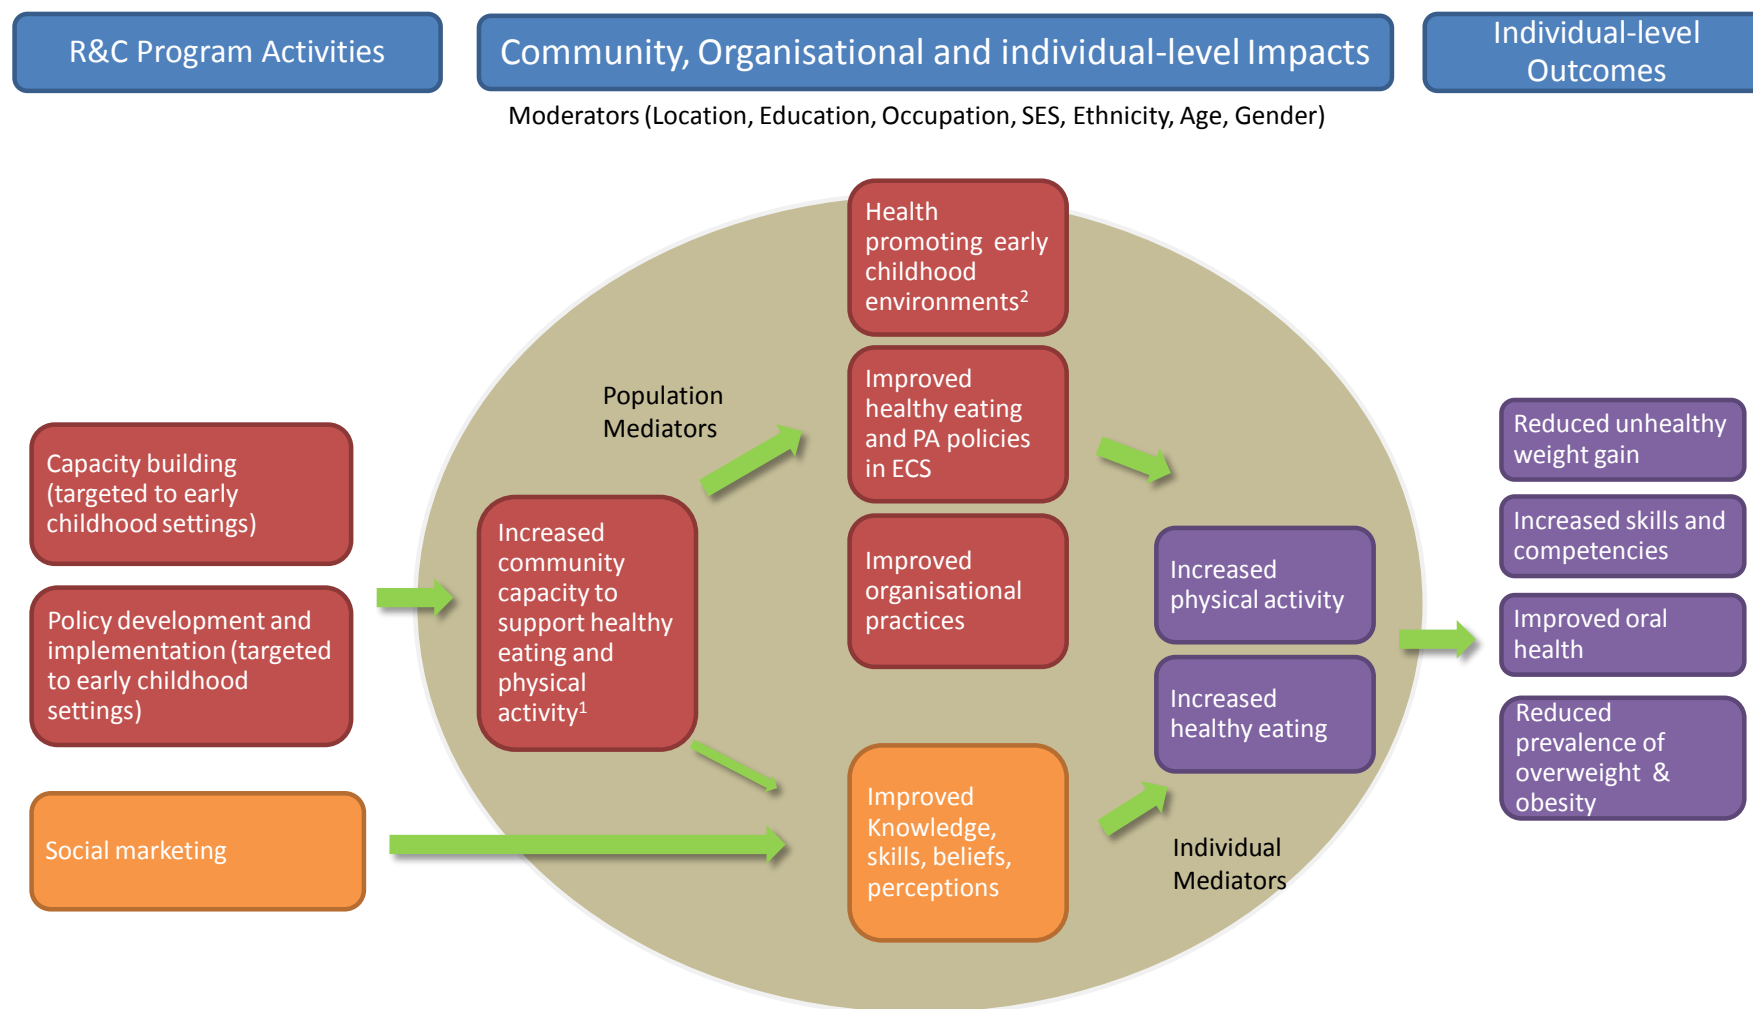 R&C Program Activities
Community, Organisational and individual-level Impacts
Individual-level
Outcomes
Moderators (Location, Education, Occupation, SES, Ethnicity, Age, Gender)
Capacity building
(targeted to early
childhood settings)
Policy development and
implementation (targeted
to early childhood
settings)
Social marketing
Population
Mediators
Increased
community
capacity to
support healthy
eating and
physical
activity¹
Health
promoting early
childhood
environments²
Improved
healthy eating
and PA policies
in ECS
Improved
organisational
practices
Improved
Knowledge,
skills, beliefs,
perceptions
Increased
physical activity
Increased
healthy eating
Individual
Mediators
Reduced unhealthy
weight gain
Increased skills and
competencies
Improved oral
health
Reduced
prevalence of
overweight &
obesity